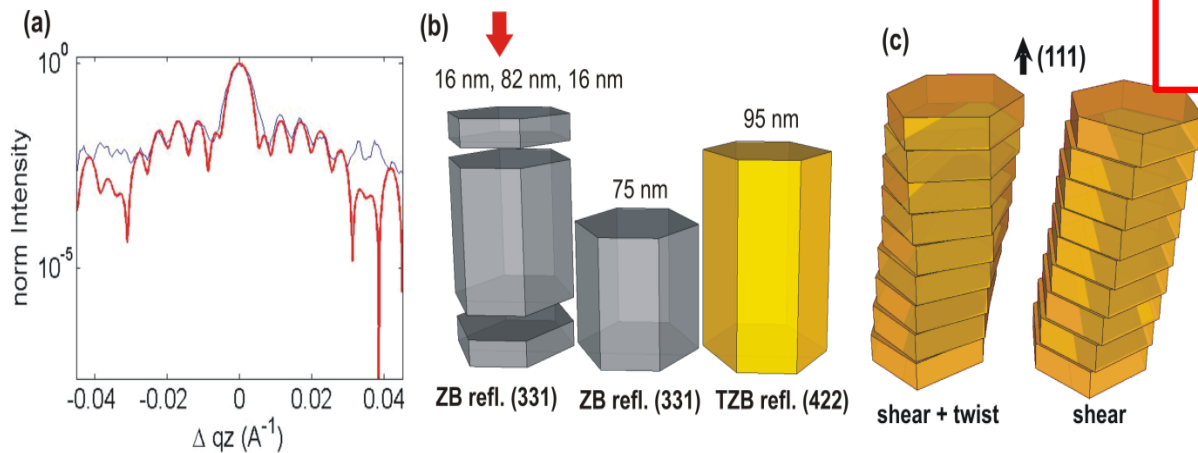 (a)
norm Intensity
10^0
10^-5
-0.04 -0.02 0 0.02 0.04
Δ qz (A^-1)
(b)
16 nm, 82 nm, 16 nm
75 nm
95 nm
ZB refl. (331)
ZB refl. (331)
TZB refl. (422)
(c)
(111)
shear + twist
shear